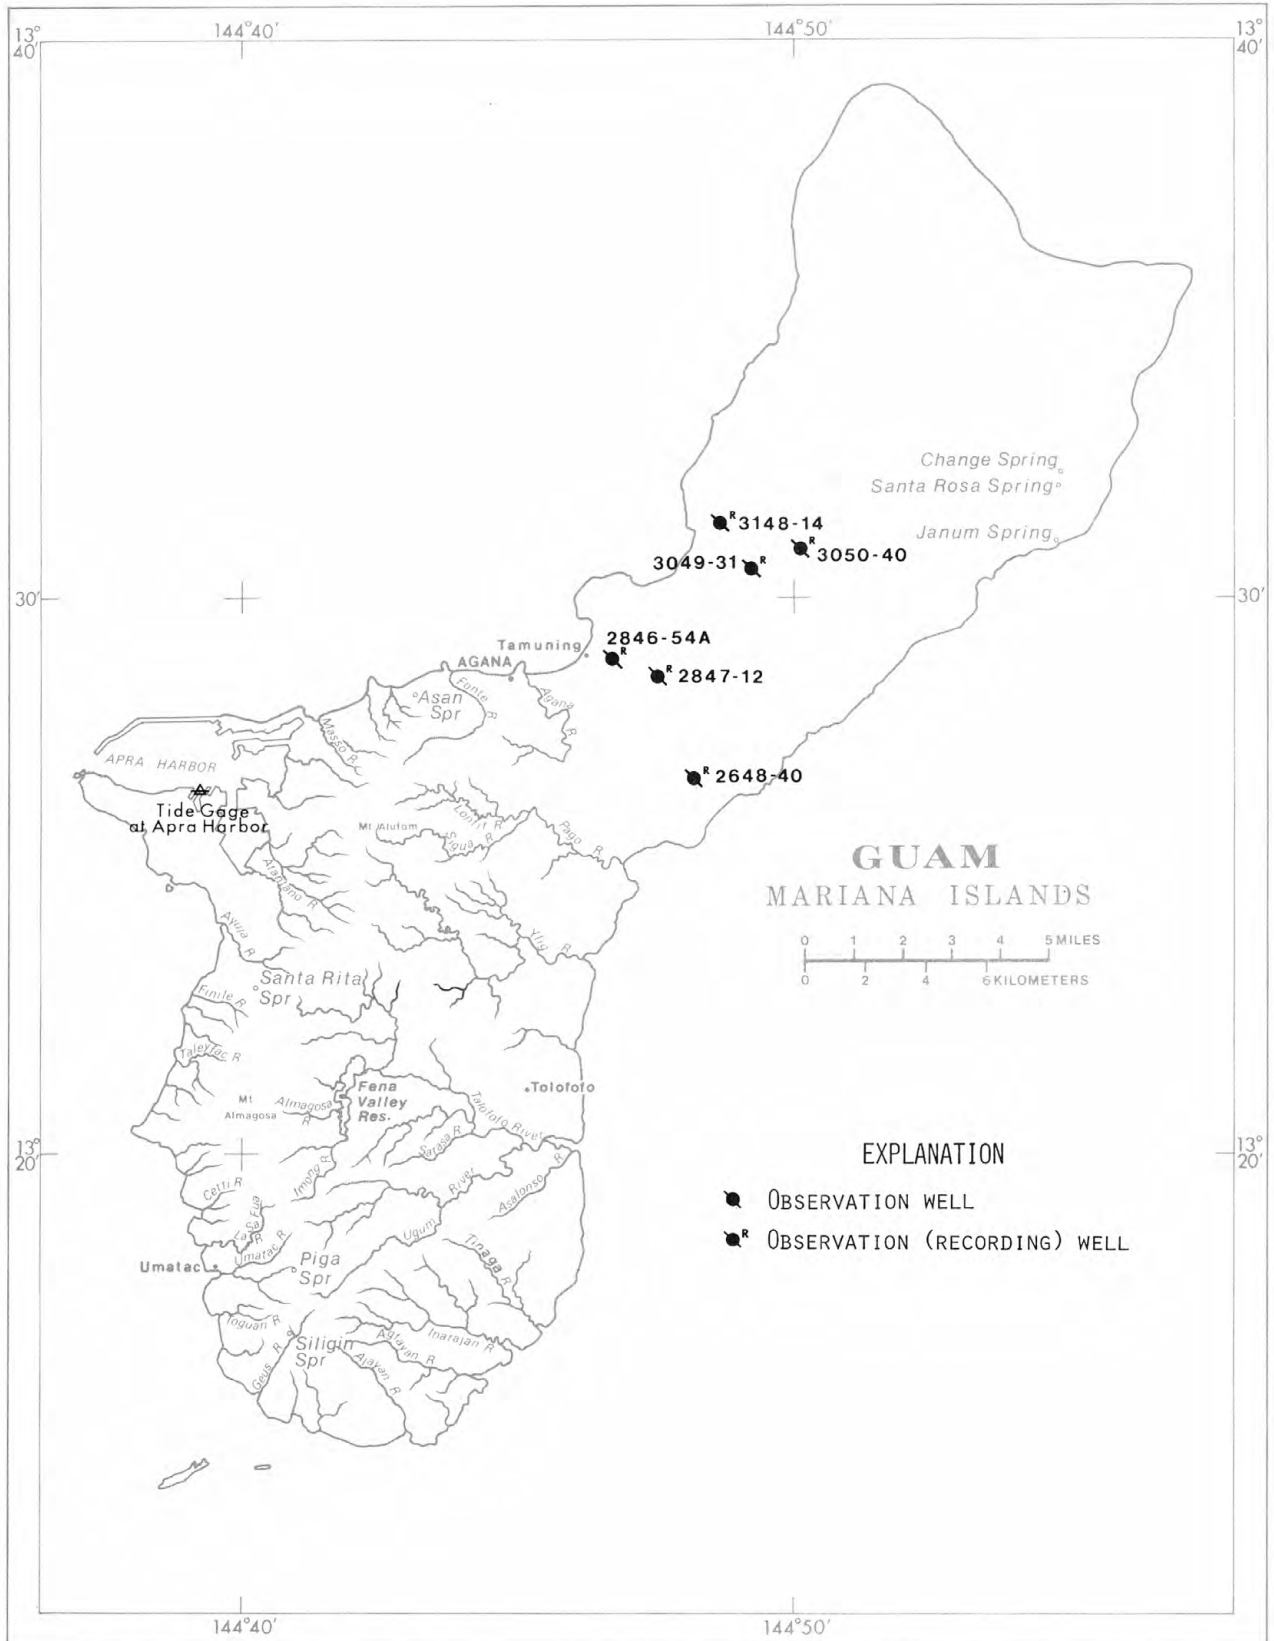 144°40'
144°50'
13°
40'
13°
40'
Change Spring
Santa Rosa Spring
Janum Spring
R 3148-14
R 3050-40
3049-31 R
30'
30'
2846-54A
R
Tamuning
AGANA
R 2847-12
Fonte R
Agana R
Asan
Spr
Masso R
APRA HARBOR
R 2648-40
Tide Gage
at Apra Harbor
Lonfit R
Mt Alutom
Sigua R
Pago R
GUAM
MARIANA ISLANDS
Atantano R
0 1 2 3 4 5 MILES
0 2 4 6 KILOMETERS
Ylig R
Santa Rita
Spr
Finile R
Taleyfac R
Fena
Valley
Res.
Tolofofo
Mt
Almagosa
Almagosa
R
Talofofo River
Sarasa R
13°
20'
13°
20'
EXPLANATION
OBSERVATION WELL
R OBSERVATION (RECORDING) WELL
Imong R
Cetti R
La Sa Fua
R
Asalonso R
Ugum River
Umatac R
Umatac
Piga
Spr
Tinaga R
Toguan R
Geus R
Siligin
Spr
Agfayan R
Inarajan R
Ajayan R
144°40'
144°50'